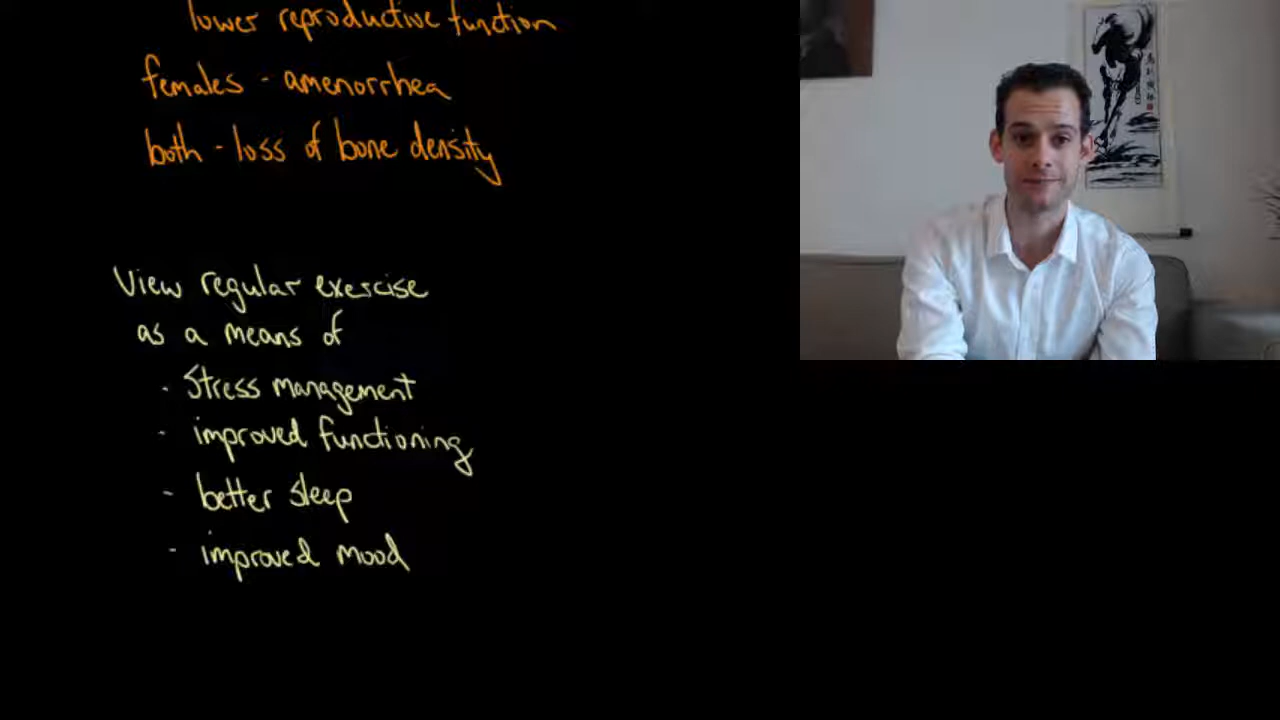 lower reproductive function
females - amenorrhea
both - loss of bone density
View regular exercise
as a means of
- Stress management
- improved functioning
- better sleep
- improved mood